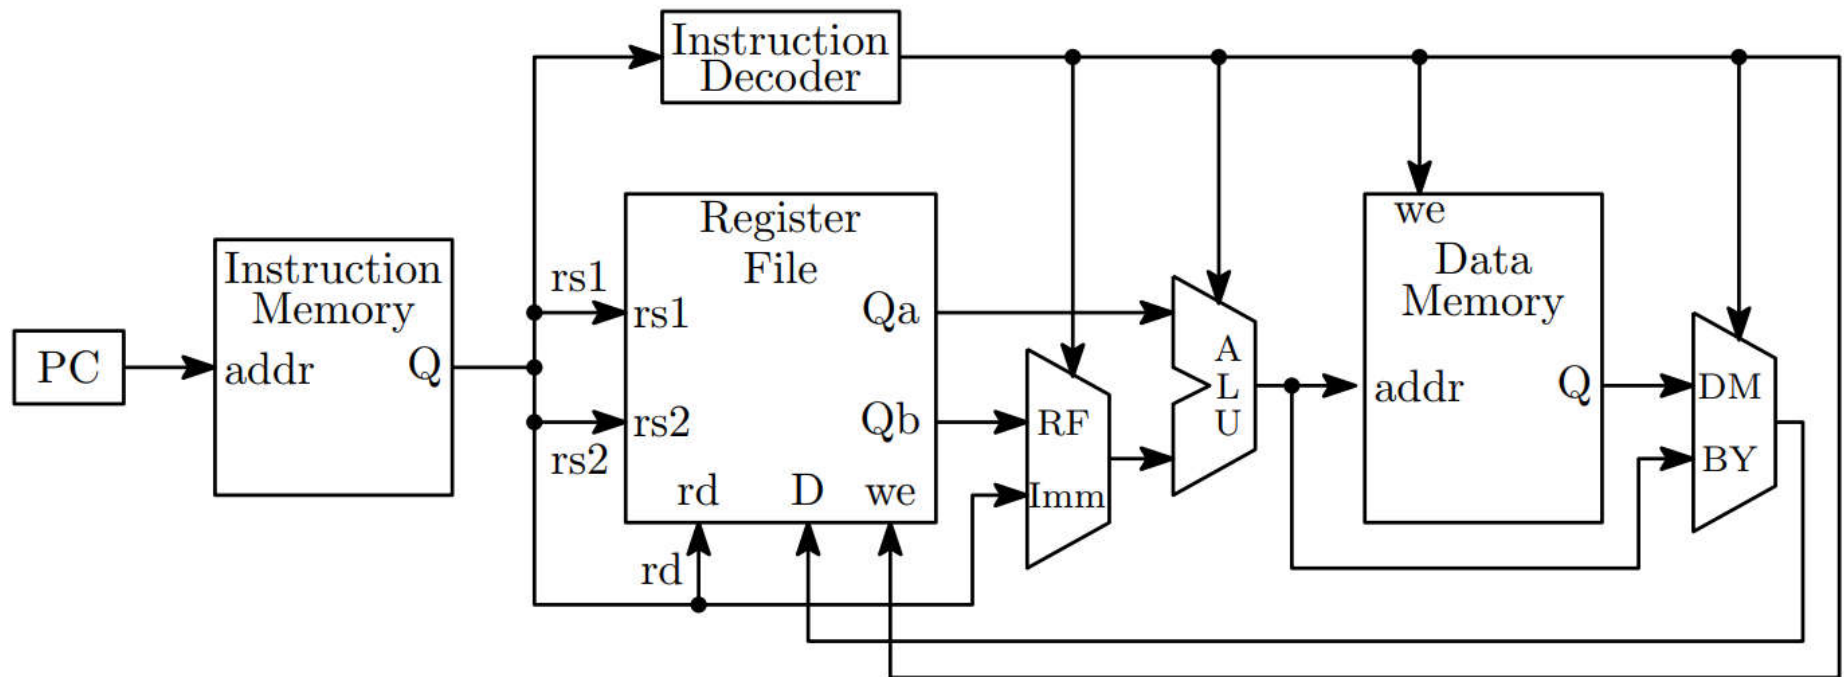 Instruction
Decoder
PC
Instruction
Memory
addr
Q
rs1
rs2
Register
File
rs1
Qa
rs2
Qb
rd
D
we
rd
RF
Imm
A
L
U
we
Data
Memory
addr
Q
DM
BY